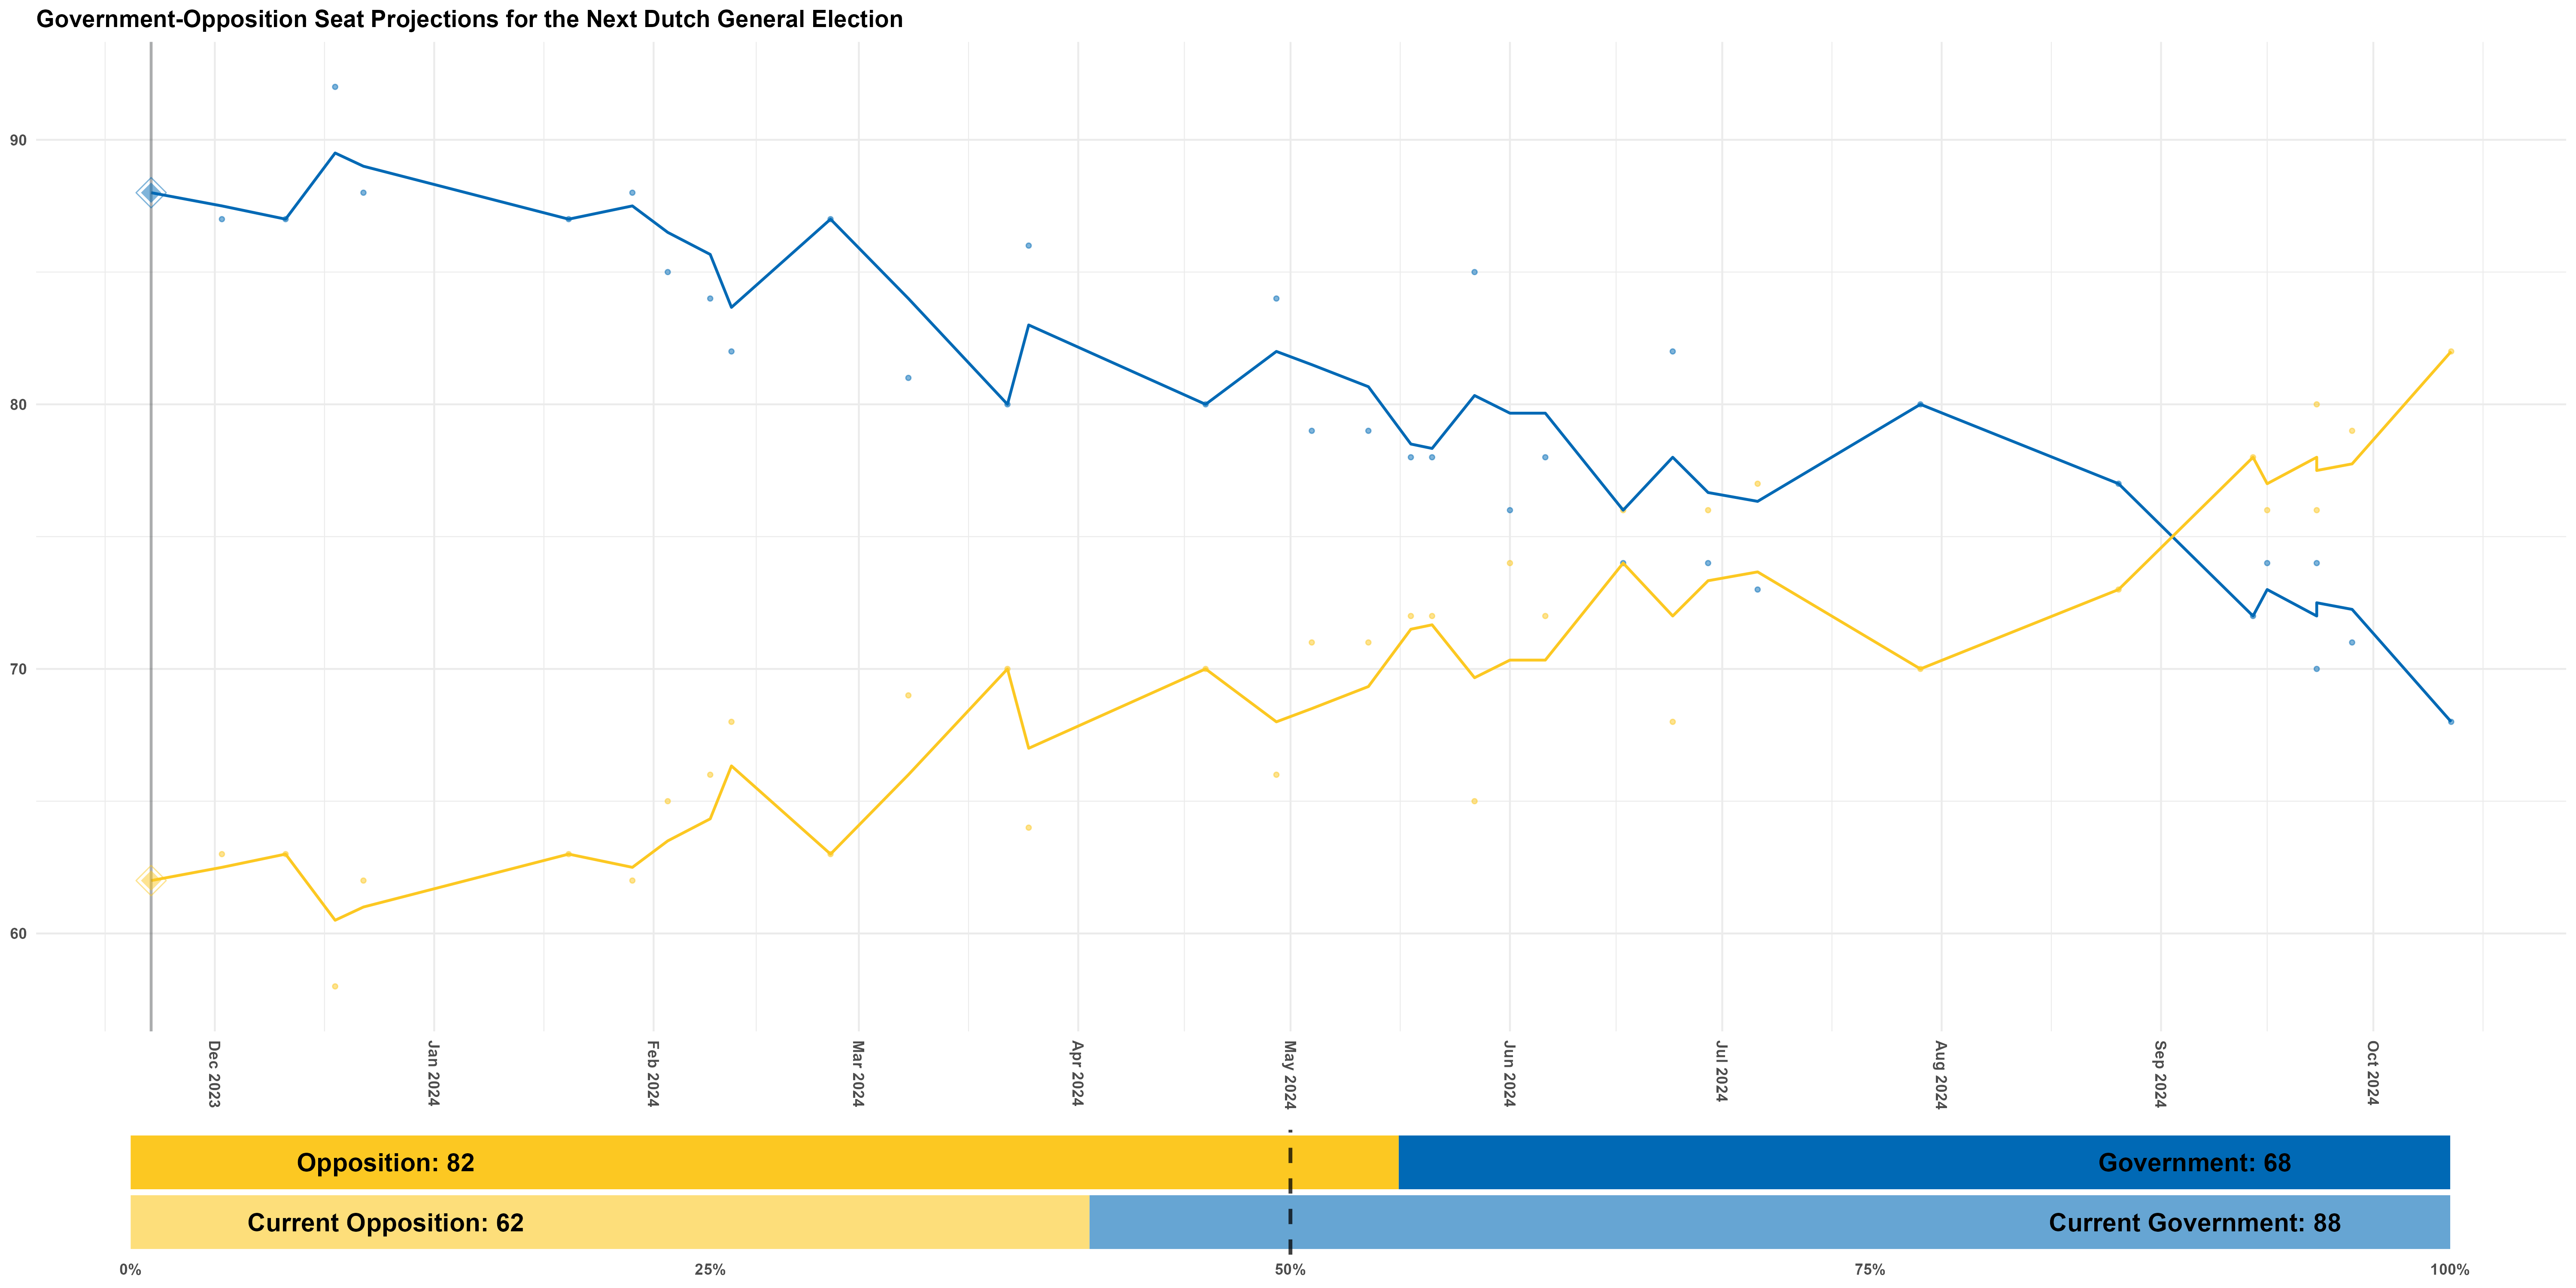 Government-Opposition Seat Projections for the Next Dutch General Election
90
80
70
60
Dec 2023
Jan 2024
Feb 2024
Mar 2024
Apr 2024
May 2024
Jun 2024
Jul 2024
Aug 2024
Sep 2024
Oct 2024
Opposition: 82
Government: 68
Current Opposition: 62
Current Government: 88
0%
25%
50%
75%
100%